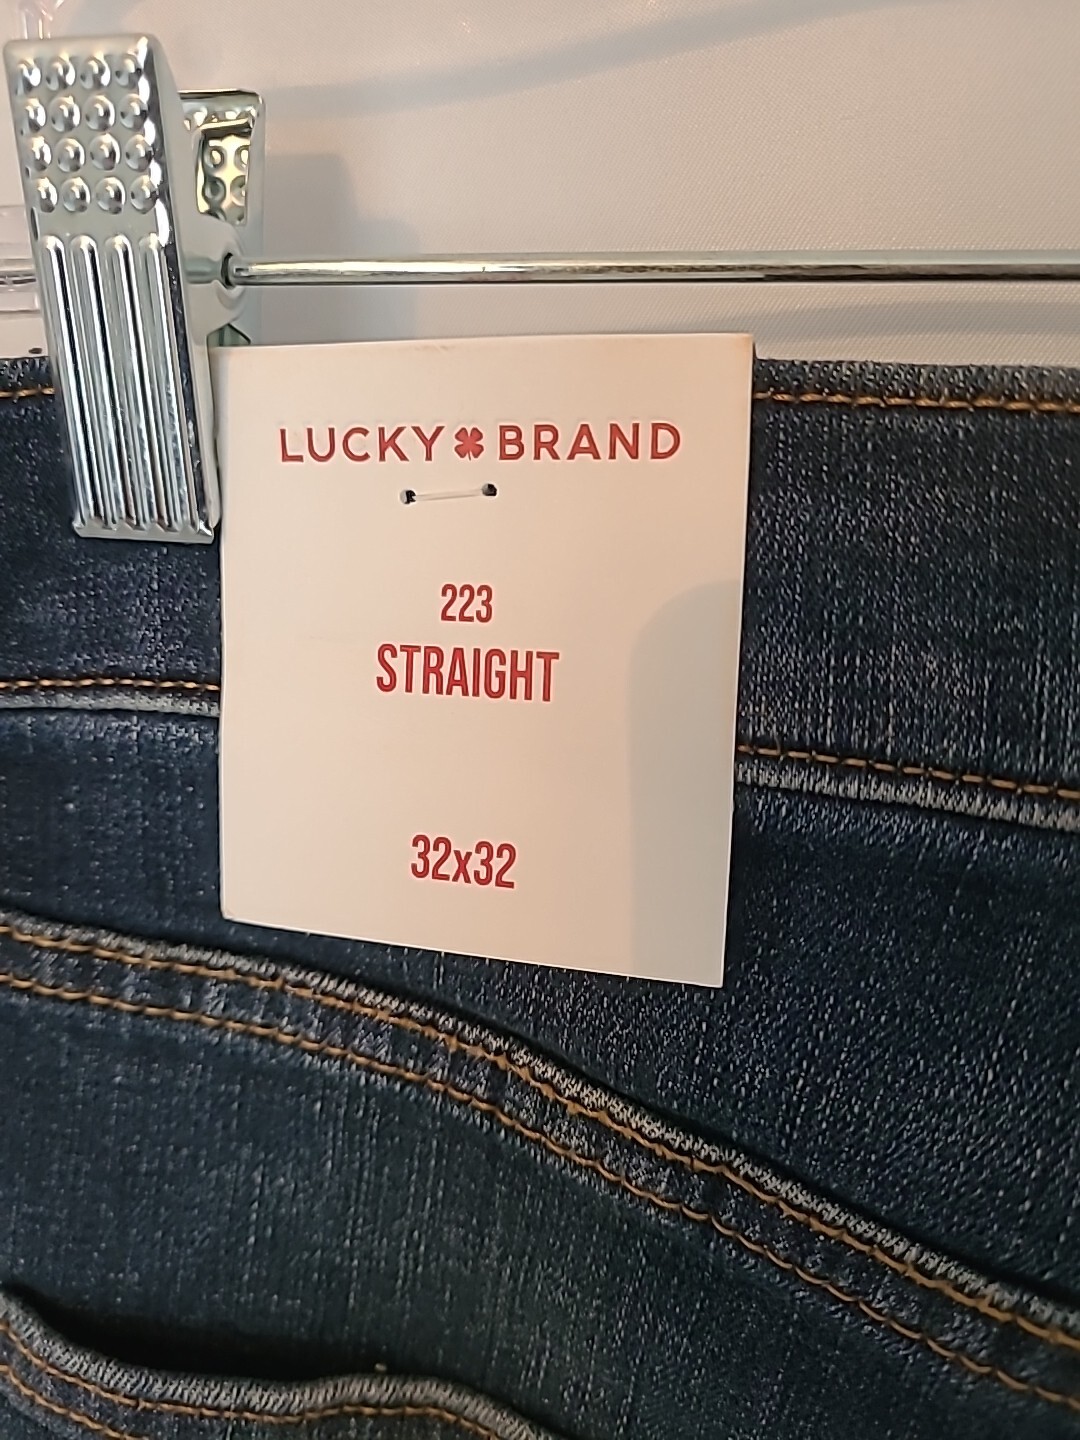 LUCKY BRAND
223
STRAIGHT
32x32